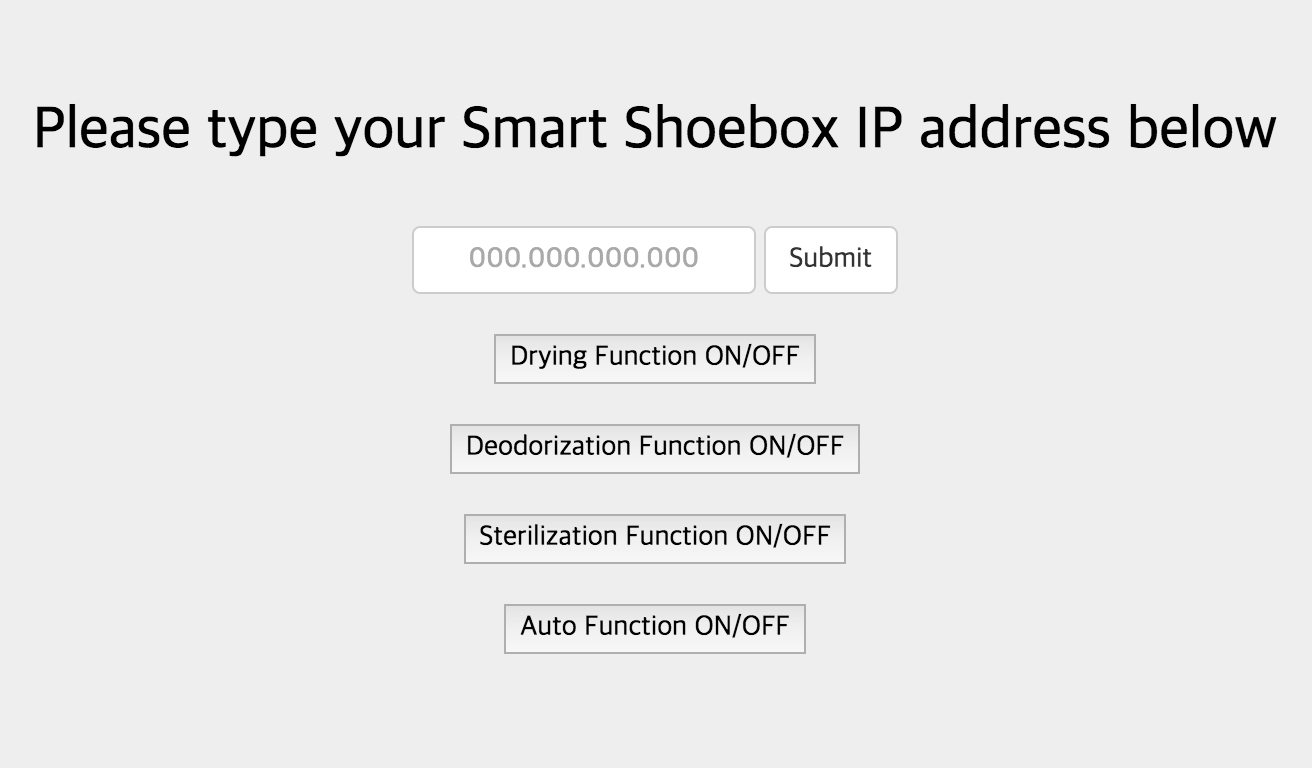 Please type your Smart Shoebox IP address below
000.000.000.000 Submit
Drying Function ON/OFF
Deodorization Function ON/OFF
Sterilization Function ON/OFF
Auto Function ON/OFF